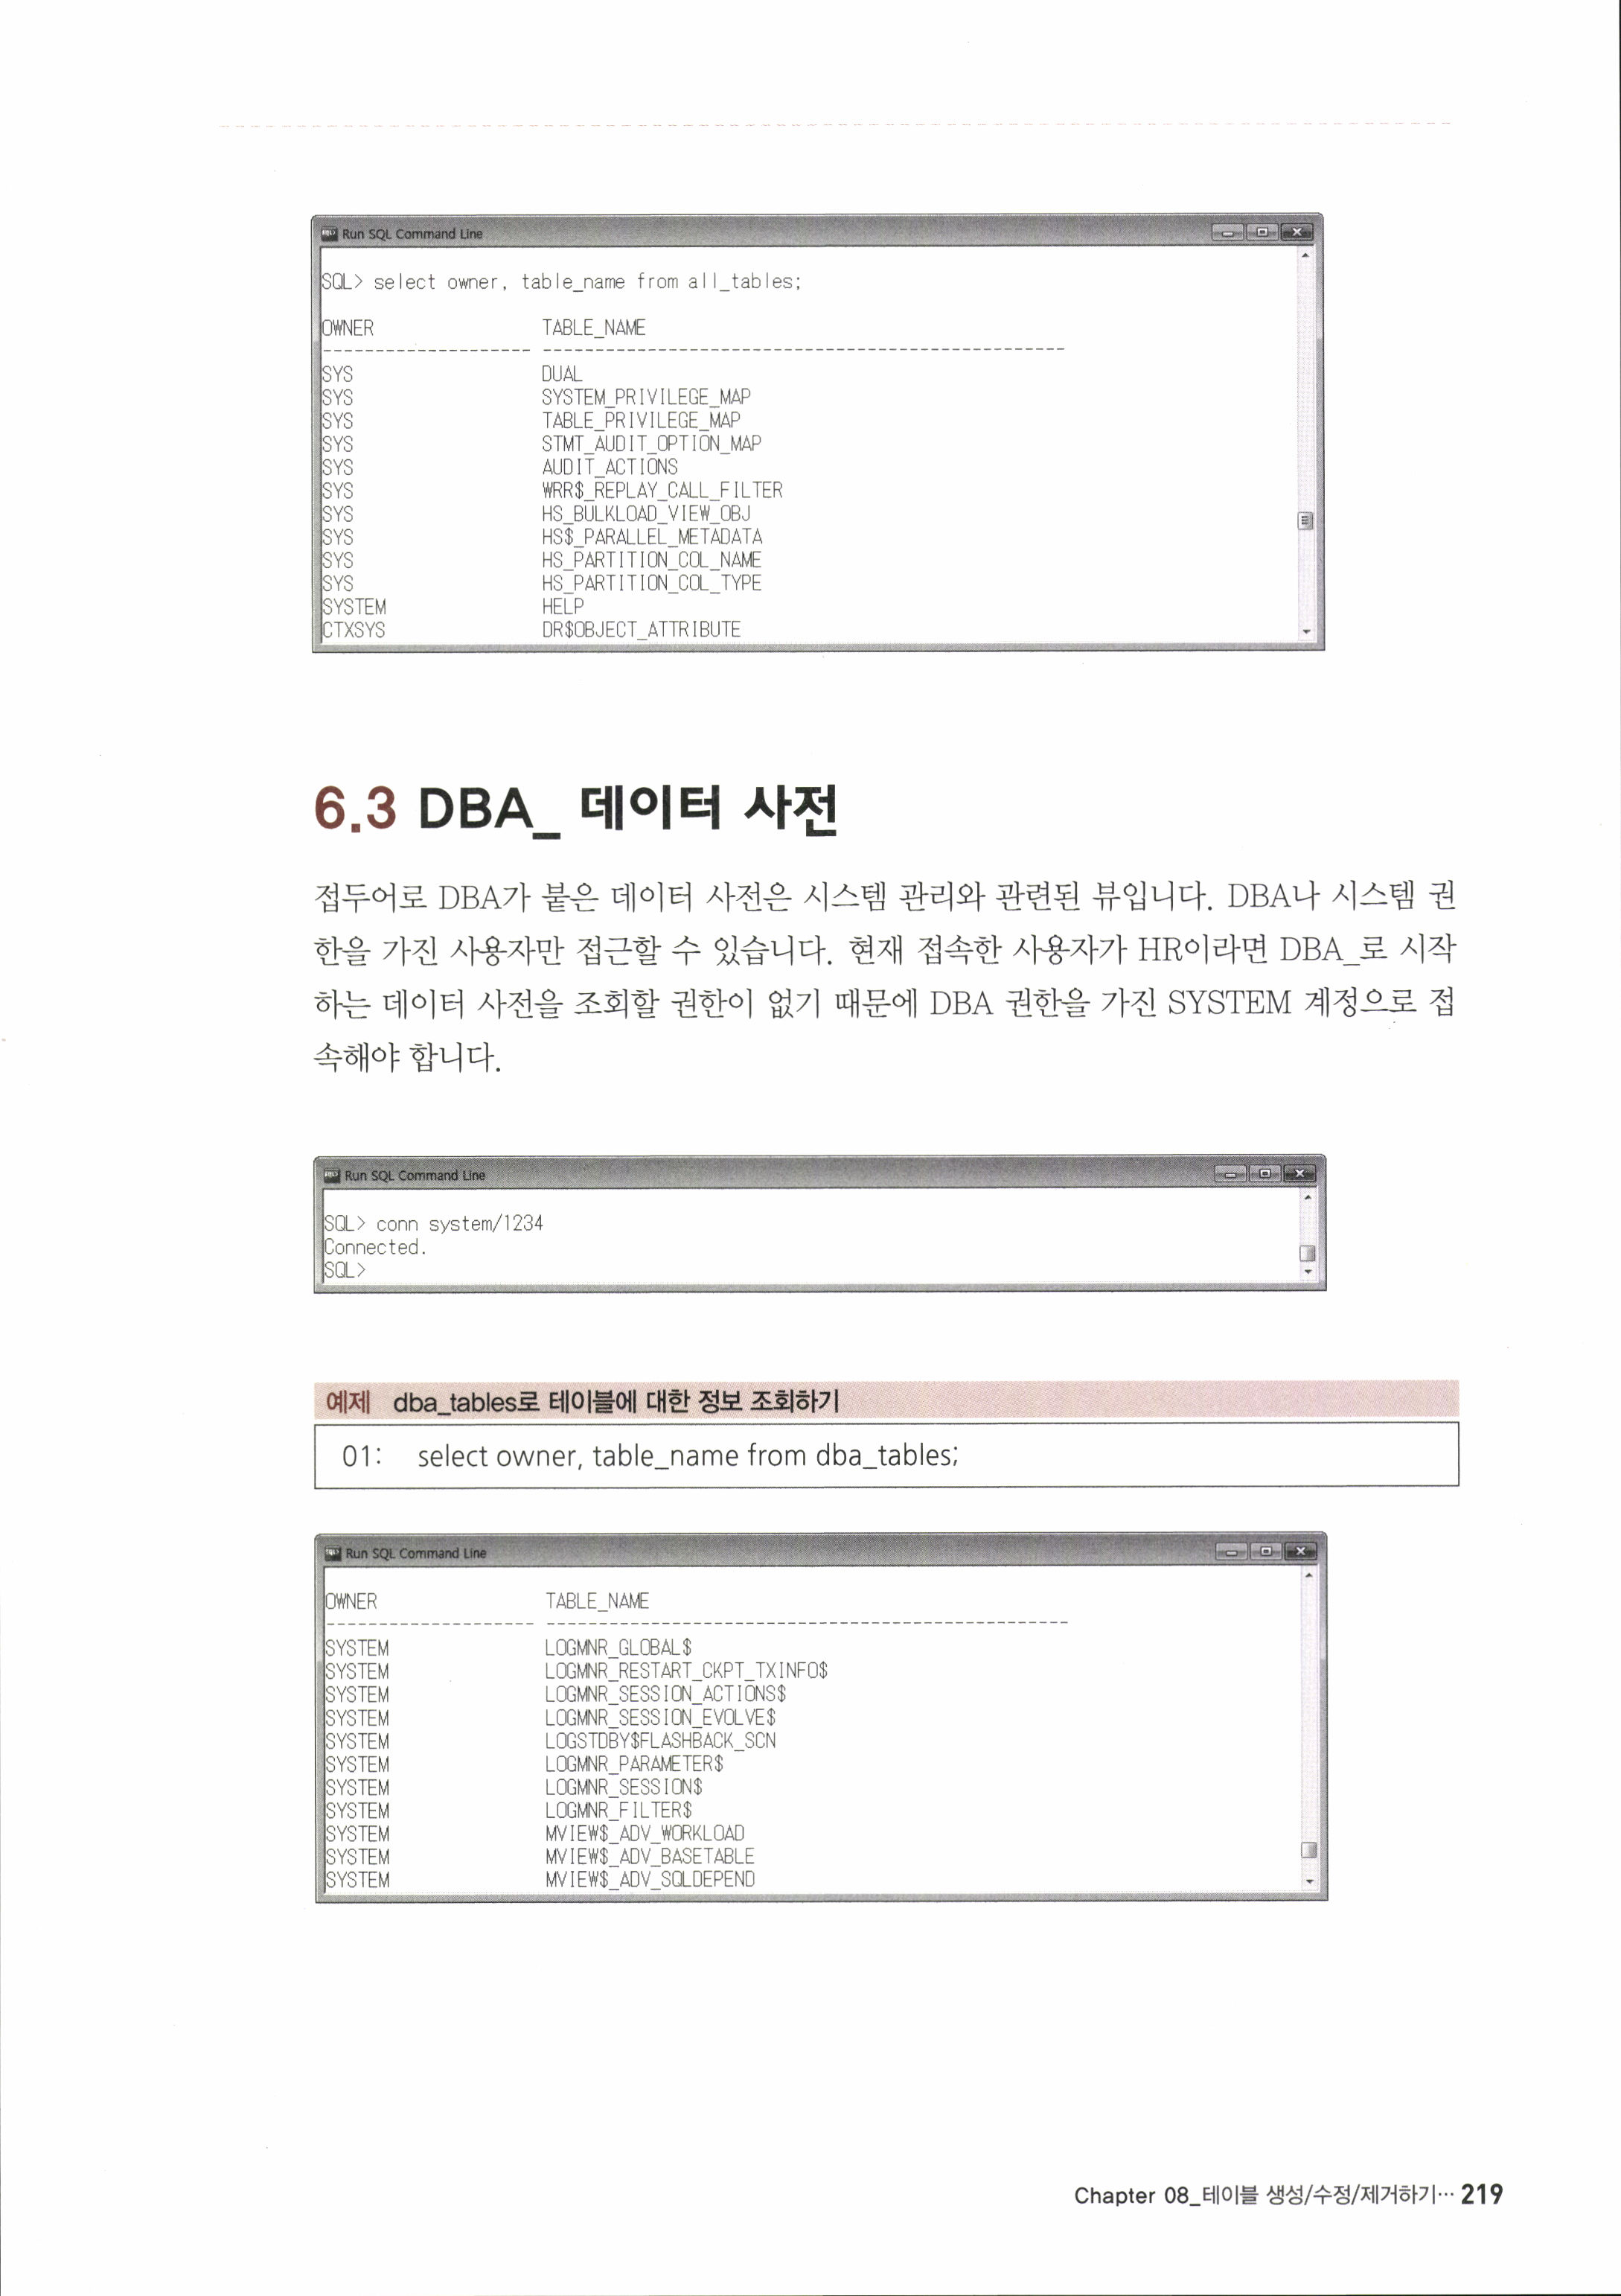 Run SQL Command Line
SQL> select owner, table_name from all_tables;
OWNER TABLE_NAME
-------------------- --------------------------------------------------
SYS DUAL
SYS SYSTEM_PRIVILEGE_MAP
SYS TABLE_PRIVILEGE_MAP
SYS STMT_AUDIT_OPTION_MAP
SYS AUDIT_ACTIONS
SYS WRR$_REPLAY_CALL_FILTER
SYS HS_BULKLOAD_VIEW_OBJ
SYS HS$_PARALLEL_METADATA
SYS HS_PARTITION_COL_NAME
SYS HS_PARTITION_COL_TYPE
SYSTEM HELP
CTXSYS DR$OBJECT_ATTRIBUTE
6.3 DBA_ 데이터 사전
접두어로 DBA가 붙은 데이터 사전은 시스템 관리와 관련된 뷰입니다. DBA나 시스템 권
한을 가진 사용자만 접근할 수 있습니다. 현재 접속한 사용자가 HR이라면 DBA_로 시작
하는 데이터 사전을 조회할 권한이 없기 때문에 DBA 권한을 가진 SYSTEM 계정으로 접
속해야 합니다.
Run SQL Command Line
SQL> conn system/1234
Connected.
SQL>
예제 dba_tables로 테이블에 대한 정보 조회하기
01: select owner, table_name from dba_tables;
Run SQL Command Line
OWNER TABLE_NAME
-------------------- --------------------------------------------------
SYSTEM LOGMNR_GLOBAL$
SYSTEM LOGMNR_RESTART_CKPT_TXINFO$
SYSTEM LOGMNR_SESSION_ACTIONS$
SYSTEM LOGMNR_SESSION_EVOLVE$
SYSTEM LOGSTDBY$FLASHBACK_SCN
SYSTEM LOGMNR_PARAMETER$
SYSTEM LOGMNR_SESSION$
SYSTEM LOGMNR_FILTER$
SYSTEM MVIEW$_ADV_WORKLOAD
SYSTEM MVIEW$_ADV_BASETABLE
SYSTEM MVIEW$_ADV_SQLDEPEND
Chapter 08_테이블 생성/수정/제거하기… 219